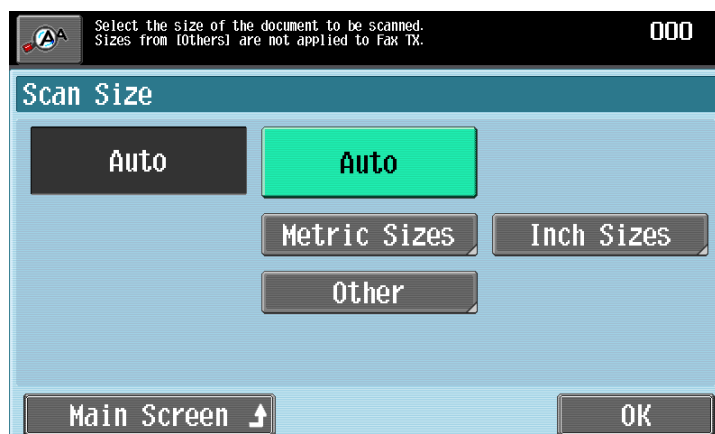 Select the size of the document to be scanned.
Sizes from [Others] are not applied to Fax TX.
000
AA
Scan Size
Auto
Auto
Metric Sizes
Inch Sizes
Other
Main Screen
OK